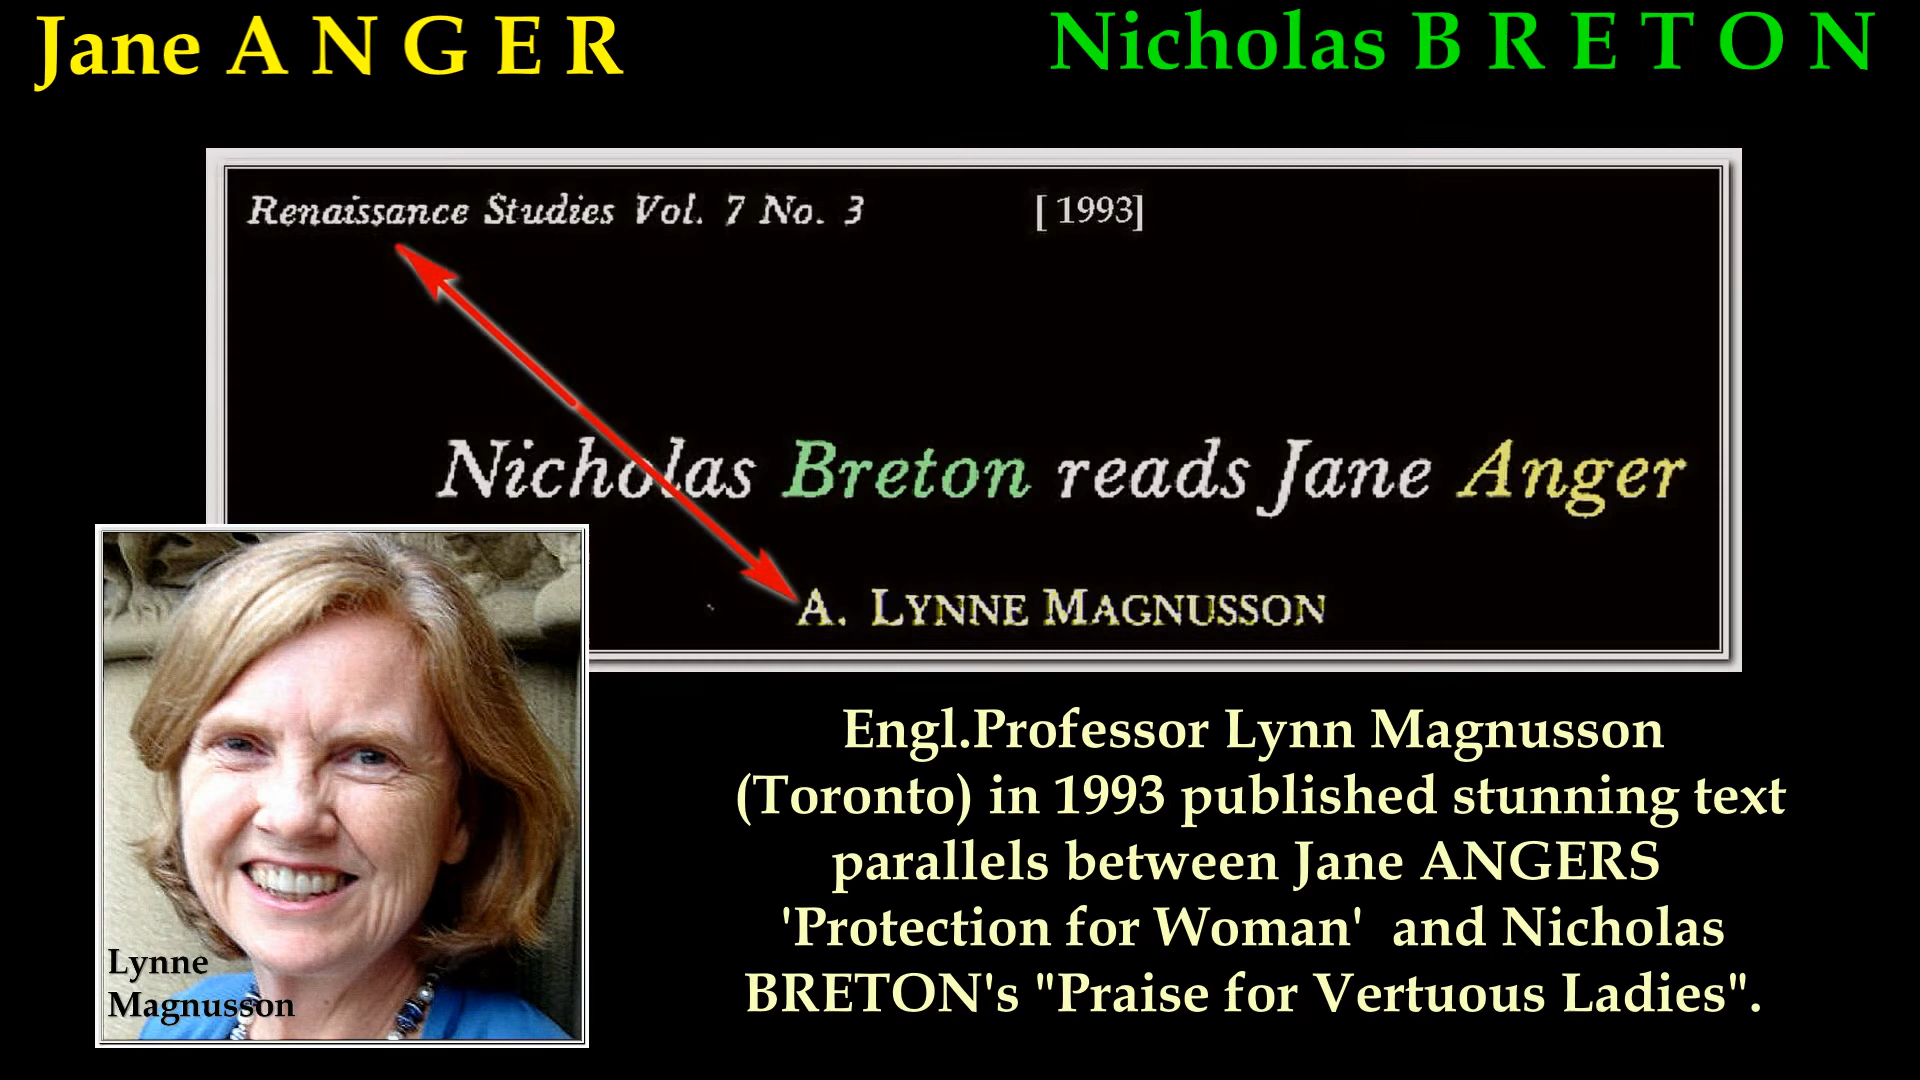 Jane A N G E R
Nicholas B R E T O N
Renaissance Studies Vol. 7 No. 3 [ 1993]
Nicholas Breton reads Jane Anger
A. LYNNE MAGNUSSON
Lynne
Magnusson
Engl.Professor Lynn Magnusson
(Toronto) in 1993 published stunning text
parallels between Jane ANGERS
'Protection for Woman' and Nicholas
BRETON's "Praise for Vertuous Ladies".